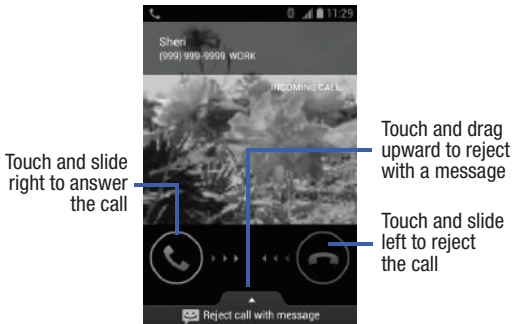 11:29
Sheri
(999) 999-9999 WORK
INCOMING CALL
Touch and slide
right to answer
the call
Touch and drag
upward to reject
with a message
Touch and slide
left to reject
the call
Reject call with message